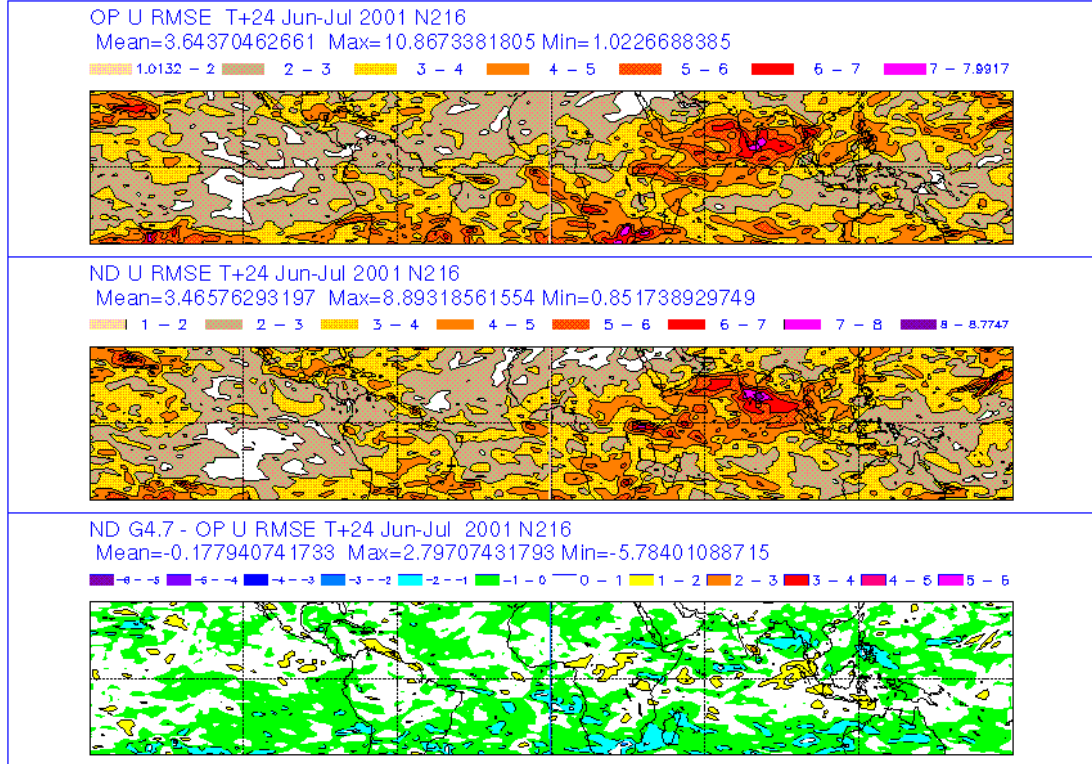 OP U RMSE T+24 Jun-Jul 2001 N216
Mean=3.64370462661 Max=10.8673381805 Min=1.0226688385
1.0132 - 2 2 - 3 3 - 4 4 - 5 5 - 6 6 - 7 7 - 7.9917
ND U RMSE T+24 Jun-Jul 2001 N216
Mean=3.46576293197 Max=8.89318561554 Min=0.851738929749
1 - 2 2 - 3 3 - 4 4 - 5 5 - 6 6 - 7 7 - 8 8 - 8.7747
ND G4.7 - OP U RMSE T+24 Jun-Jul 2001 N216
Mean=-0.177940741733 Max=2.79707431793 Min=-5.78401088715
-6 - -5 -5 - -4 -4 - -3 -3 - -2 -2 - -1 -1 - 0 0 - 1 1 - 2 2 - 3 3 - 4 4 - 5 5 - 6